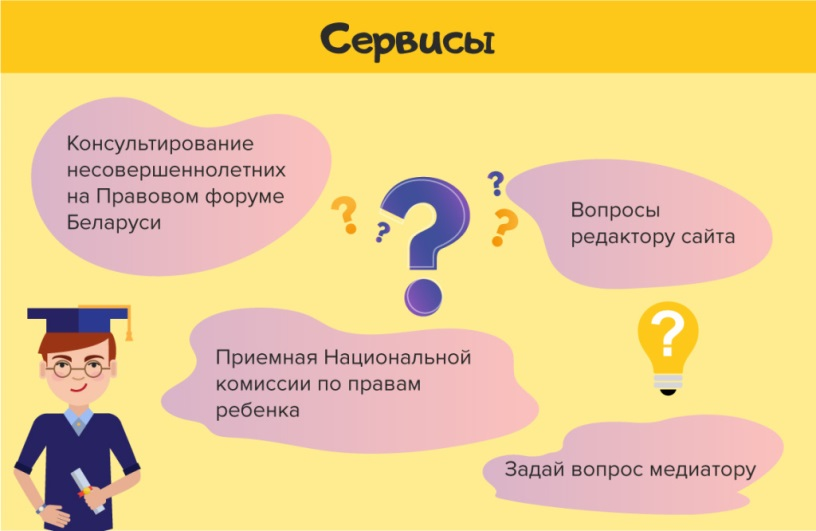 Сервисы
Консультирование
несовершеннолетних
на Правовом форуме
Беларуси
Вопросы
редактору сайта
Приемная Национальной
комиссии по правам
ребенка
Задай вопрос медиатору